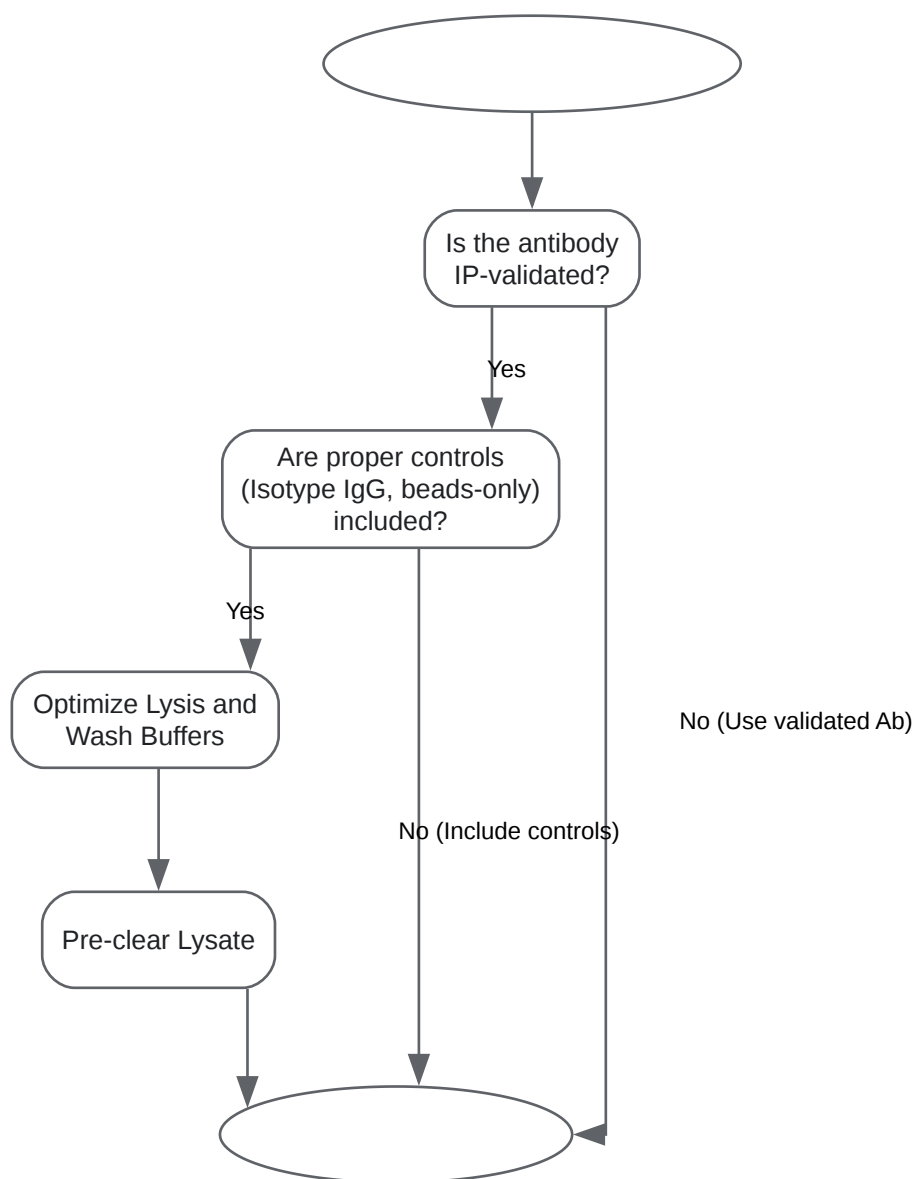 Is the antibody
IP-validated?
Yes
Are proper controls
(Isotype IgG, beads-only)
included?
Yes
Optimize Lysis and
Wash Buffers
No (Use validated Ab)
No (Include controls)
Pre-clear Lysate